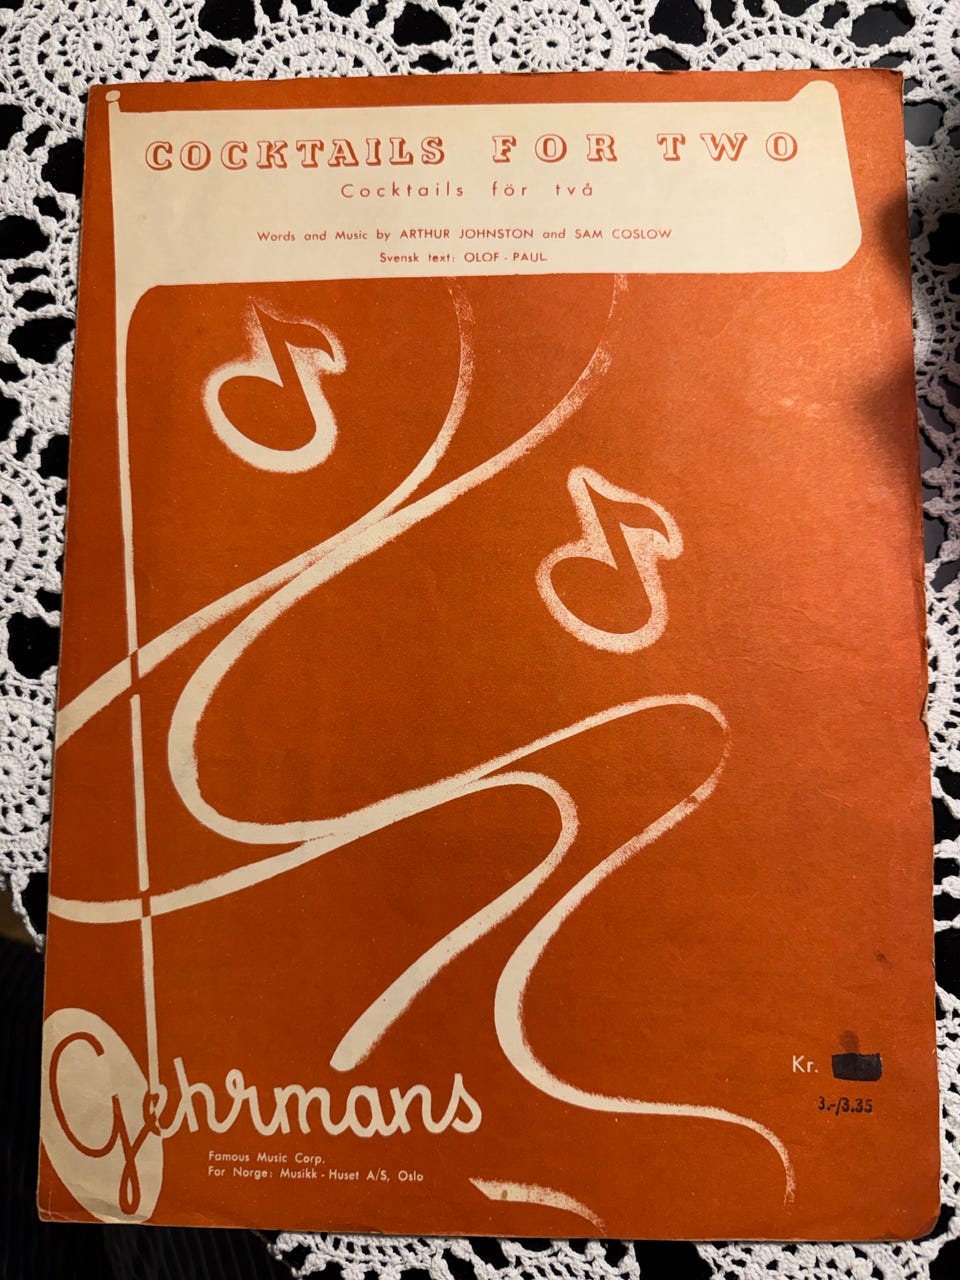 COCKTAILS FOR TWO
Cocktails för två
Words and Music by ARTHUR JOHNSTON and SAM COSLOW
Svensk text: OLOF - PAUL
Gehrmans
Famous Music Corp.
For Norge: Musikk - Huset A/S, Oslo
Kr.
3.-/3.35